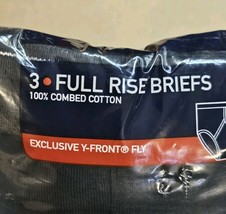 3 • FULL RISE BRIEFS
100% COMBED COTTON
EXCLUSIVE Y-FRONT® FLY